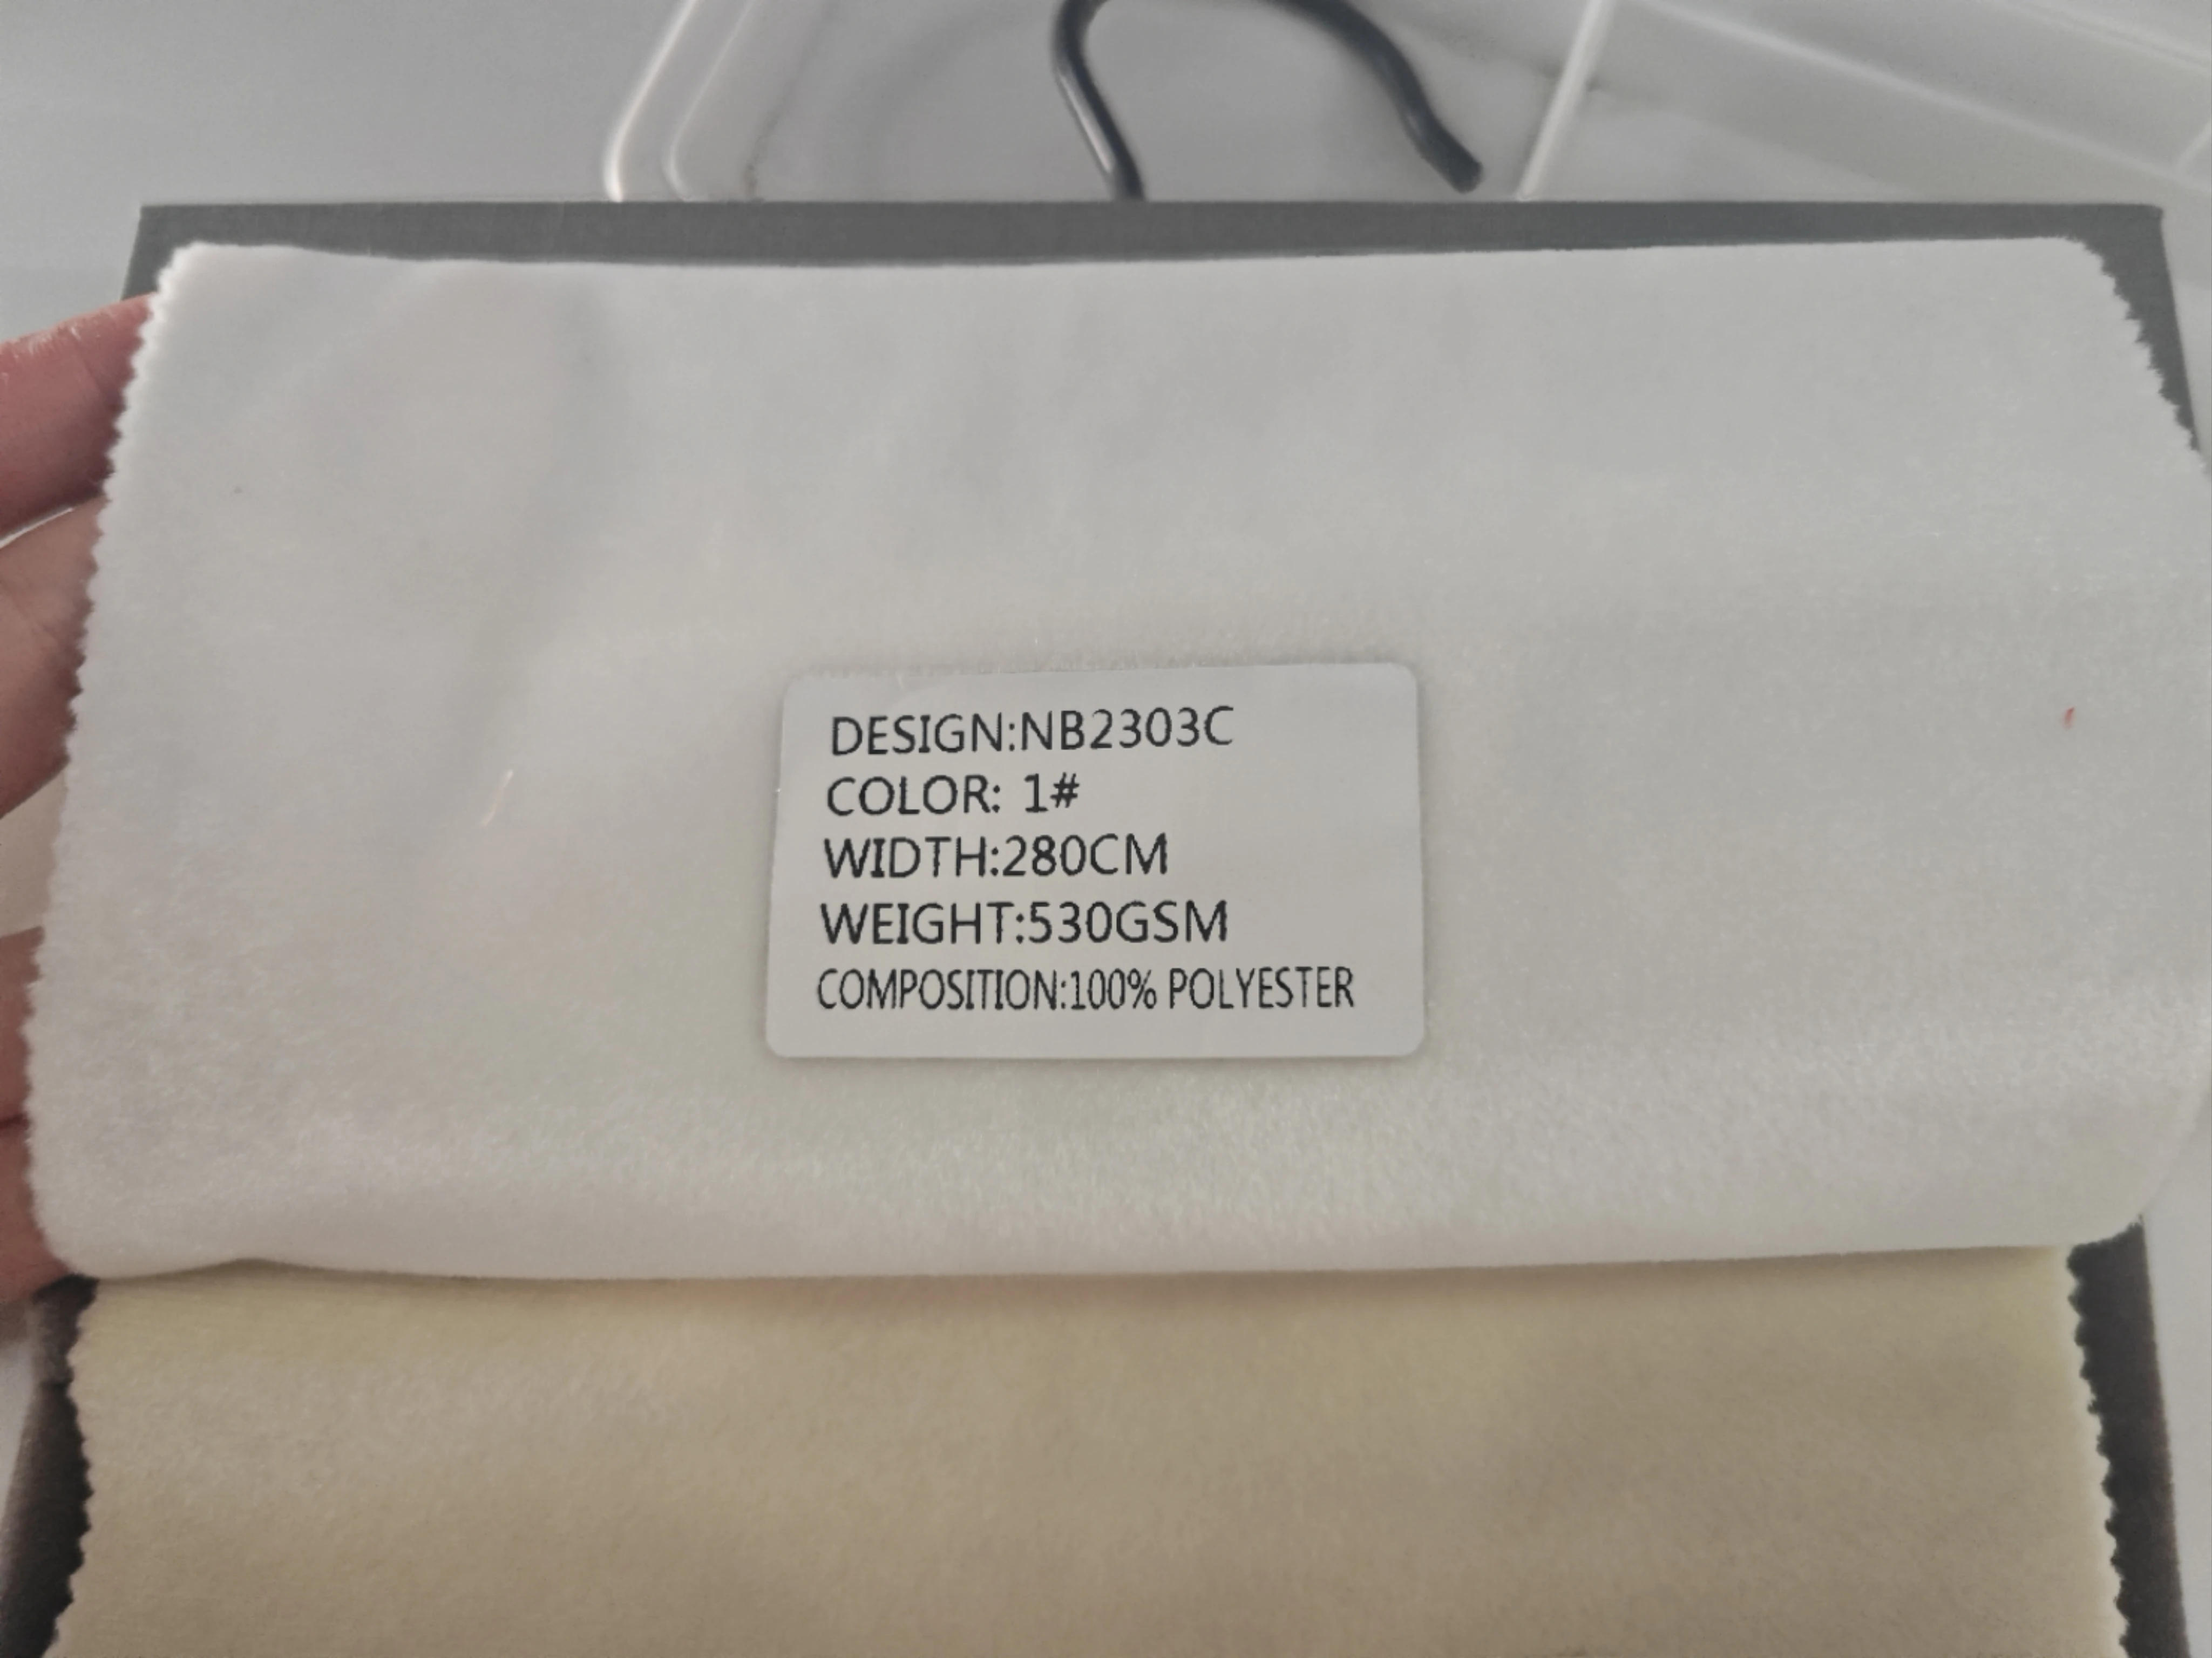 DESIGN:NB2303C
COLOR: 1#
WIDTH:280CM
WEIGHT:530GSM
COMPOSITION:100% POLYESTER